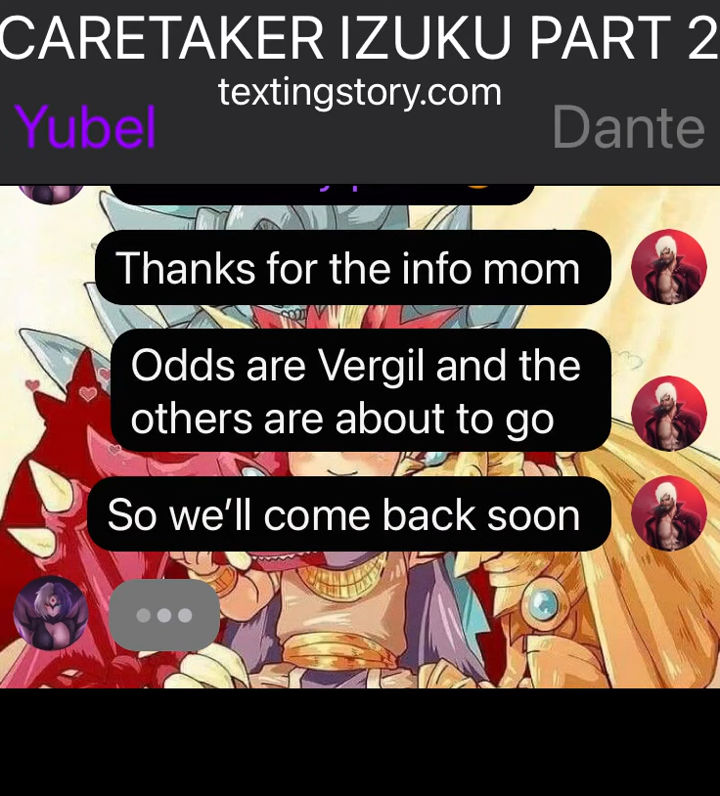 CARETAKER IZUKU PART 2
textingstory.com
Yubel
Dante
Thanks for the info mom
Odds are Vergil and the
others are about to go
So we'll come back soon